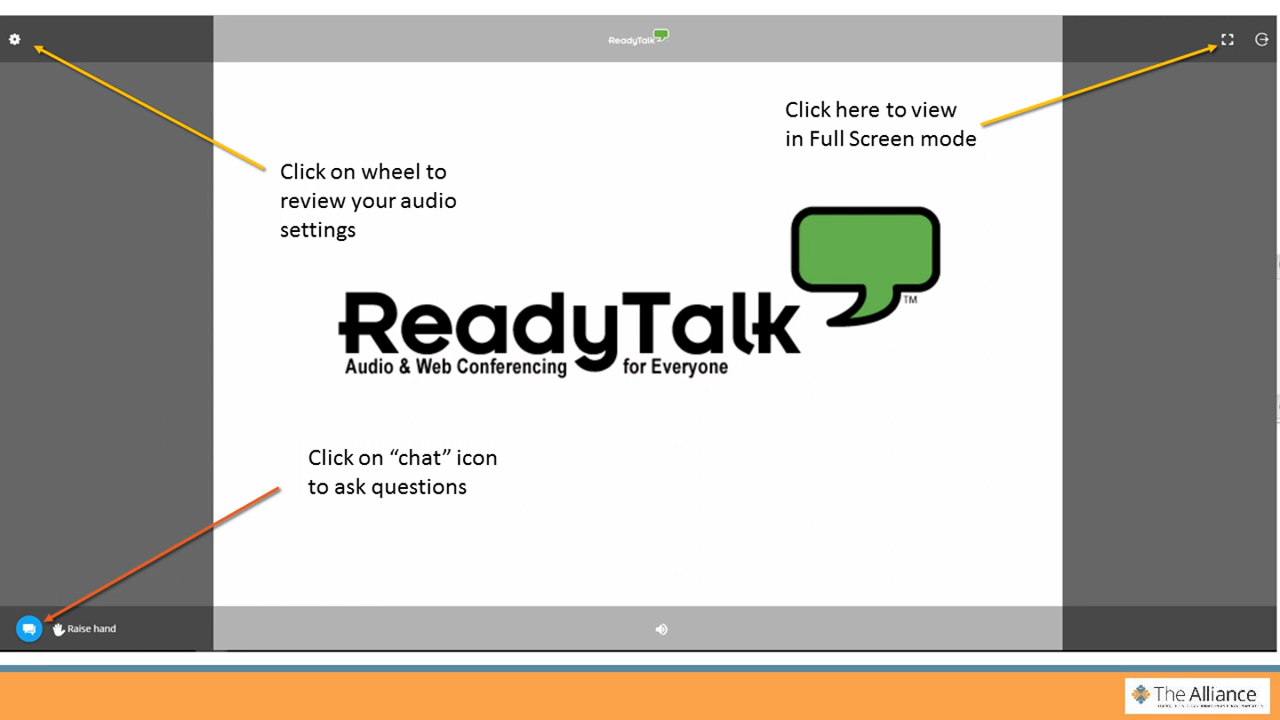 ReadyTalk
Click here to view
in Full Screen mode
Click on wheel to
review your audio
settings
ReadyTalk TM
Audio & Web Conferencing for Everyone
Click on “chat” icon
to ask questions
Raise hand
The Alliance